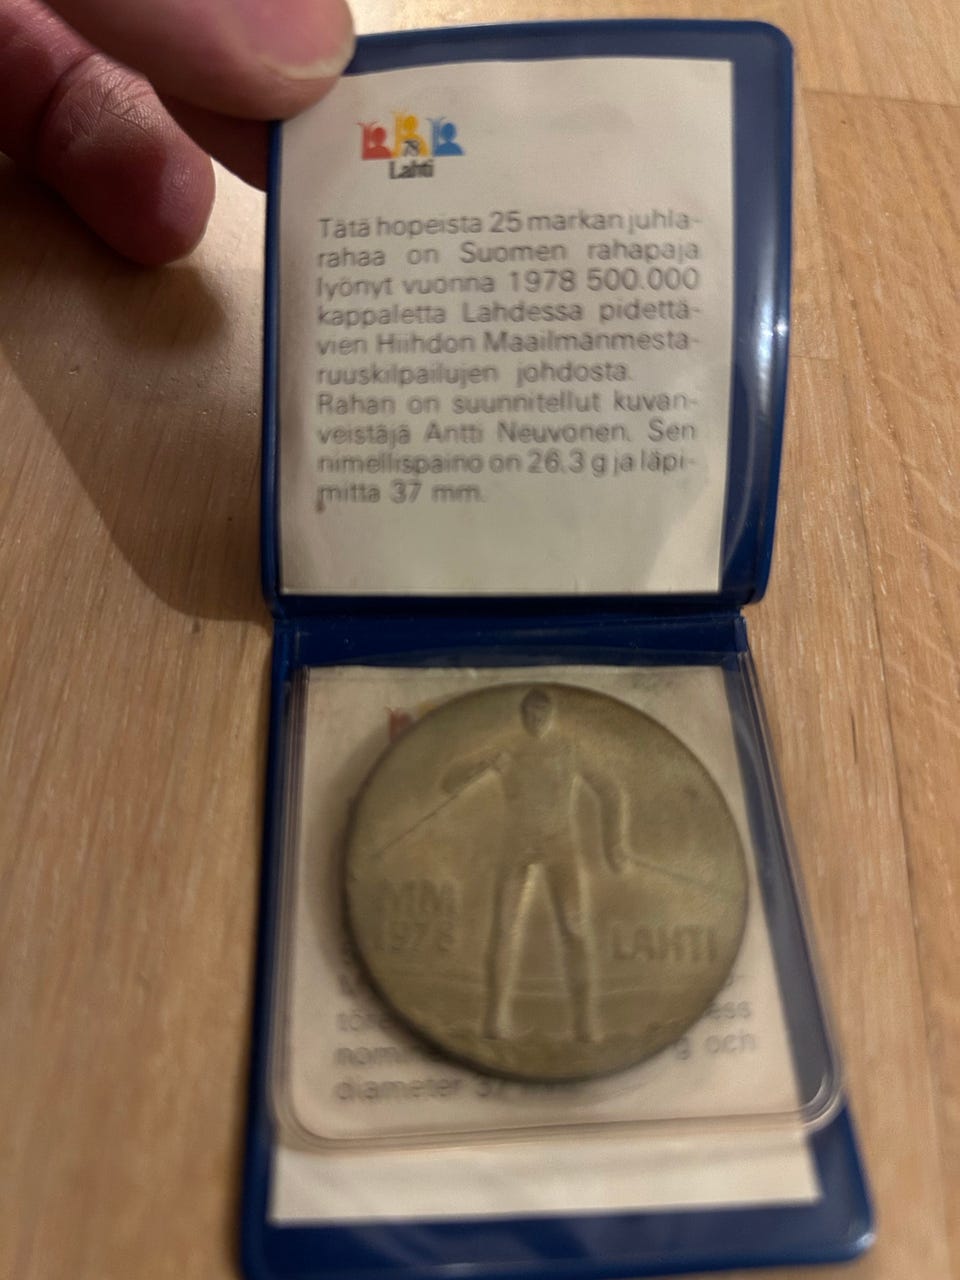 78
Lahti
Tätä hopeista 25 markan juhla-
rahaa on Suomen rahapaja
lyönyt vuonna 1978 500.000
kappaletta Lahdessa pidettä-
vien Hiihdon Maailmanmesta-
ruuskilpailujen johdosta.
Rahan on suunnitellut kuvan-
veistäjä Antti Neuvonen. Sen
nimellispaino on 26,3 g ja läpi-
mitta 37 mm.
MM
1978 LAHTI
g och
diameter 37